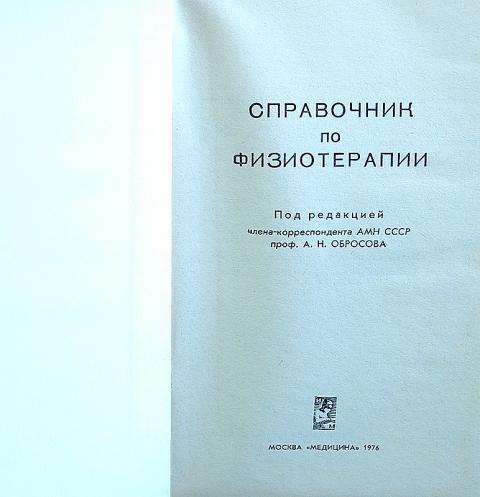 СПРАВОЧНИК
ПО
ФИЗИОТЕРАПИИ
Под редакцией
члена-корреспондента АМН СССР
проф. А. Н. ОБРОСОВА
МОСКВА «МЕДИЦИНА» 1976